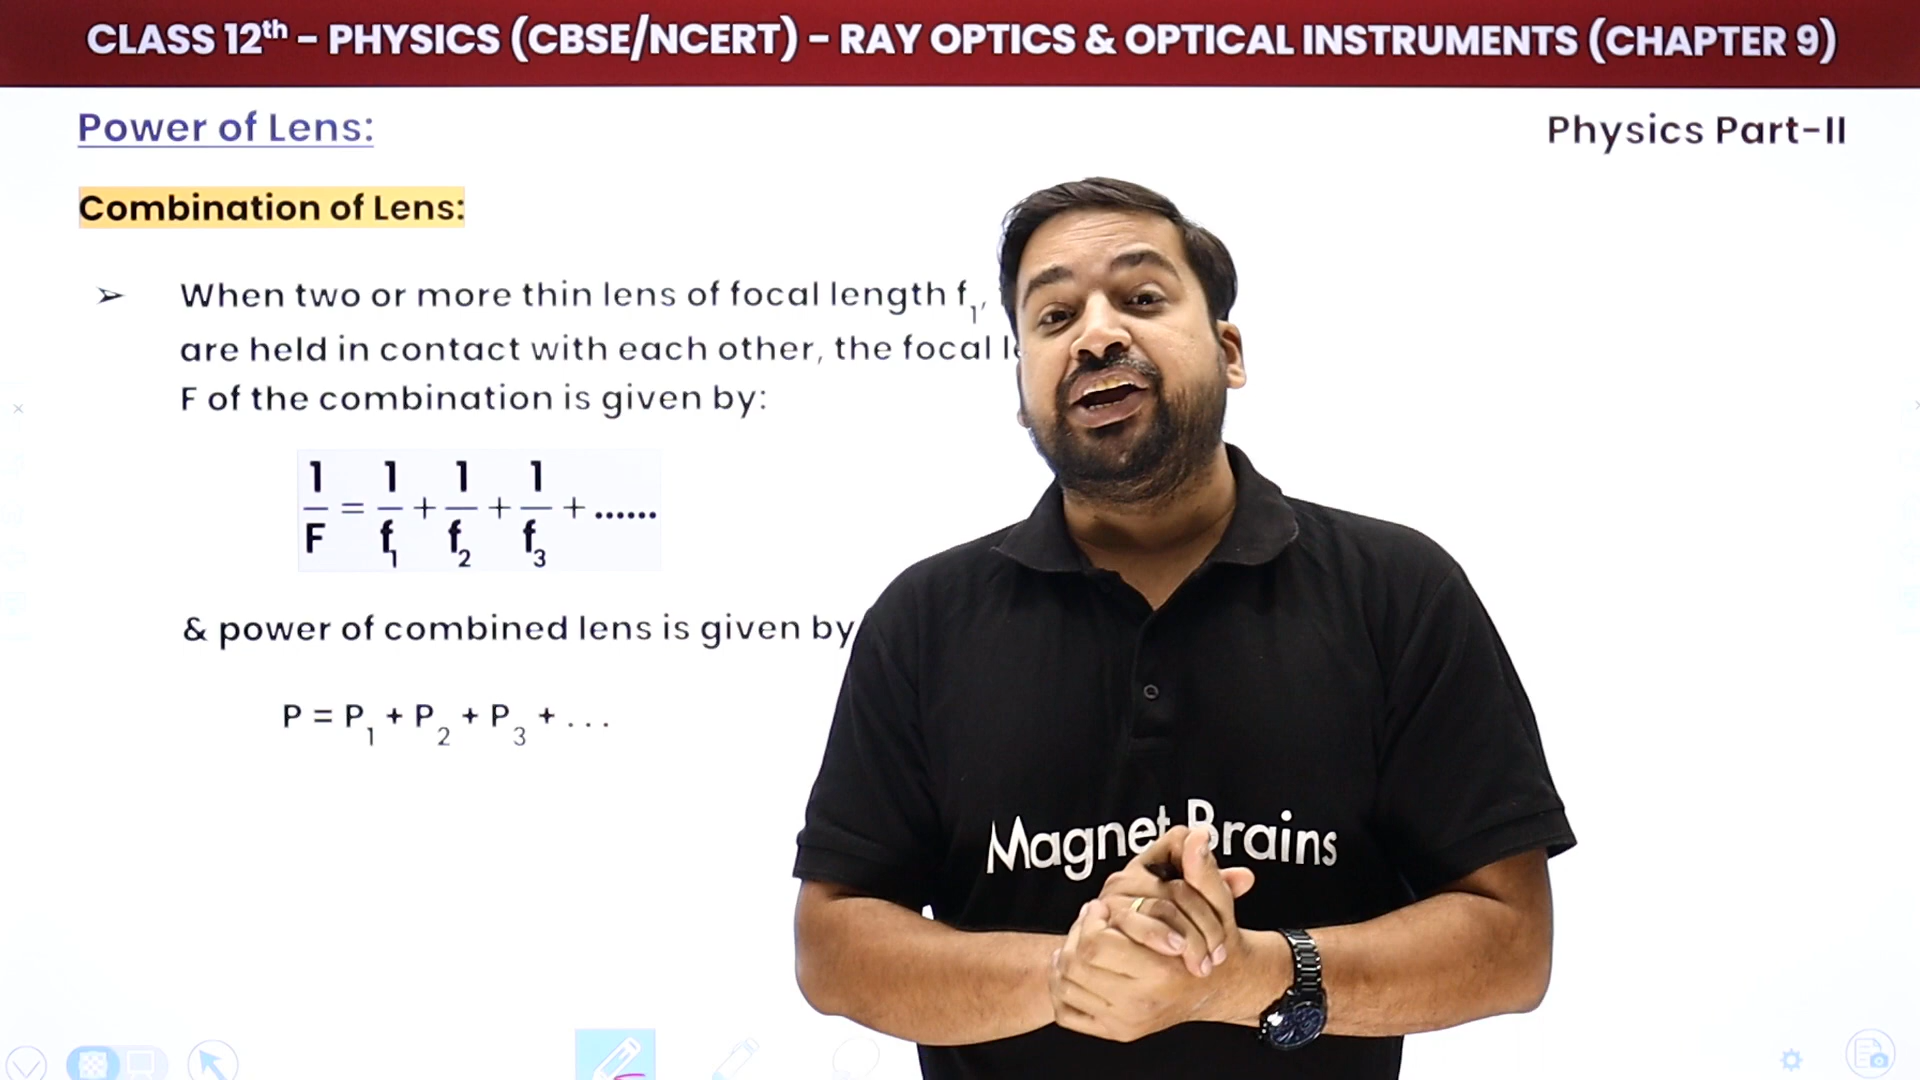 CLASS 12th – PHYSICS (CBSE/NCERT) – RAY OPTICS & OPTICAL INSTRUMENTS (CHAPTER 9)
Power of Lens:
Physics Part-II
Combination of Lens:
➢ When two or more thin lens of focal length f₁,
are held in contact with each other, the focal
F of the combination is given by:
1/F = 1/f₁ + 1/f₂ + 1/f₃ + ......
& power of combined lens is given by
P = P₁ + P₂ + P₃ + . . .
Magnet Brains